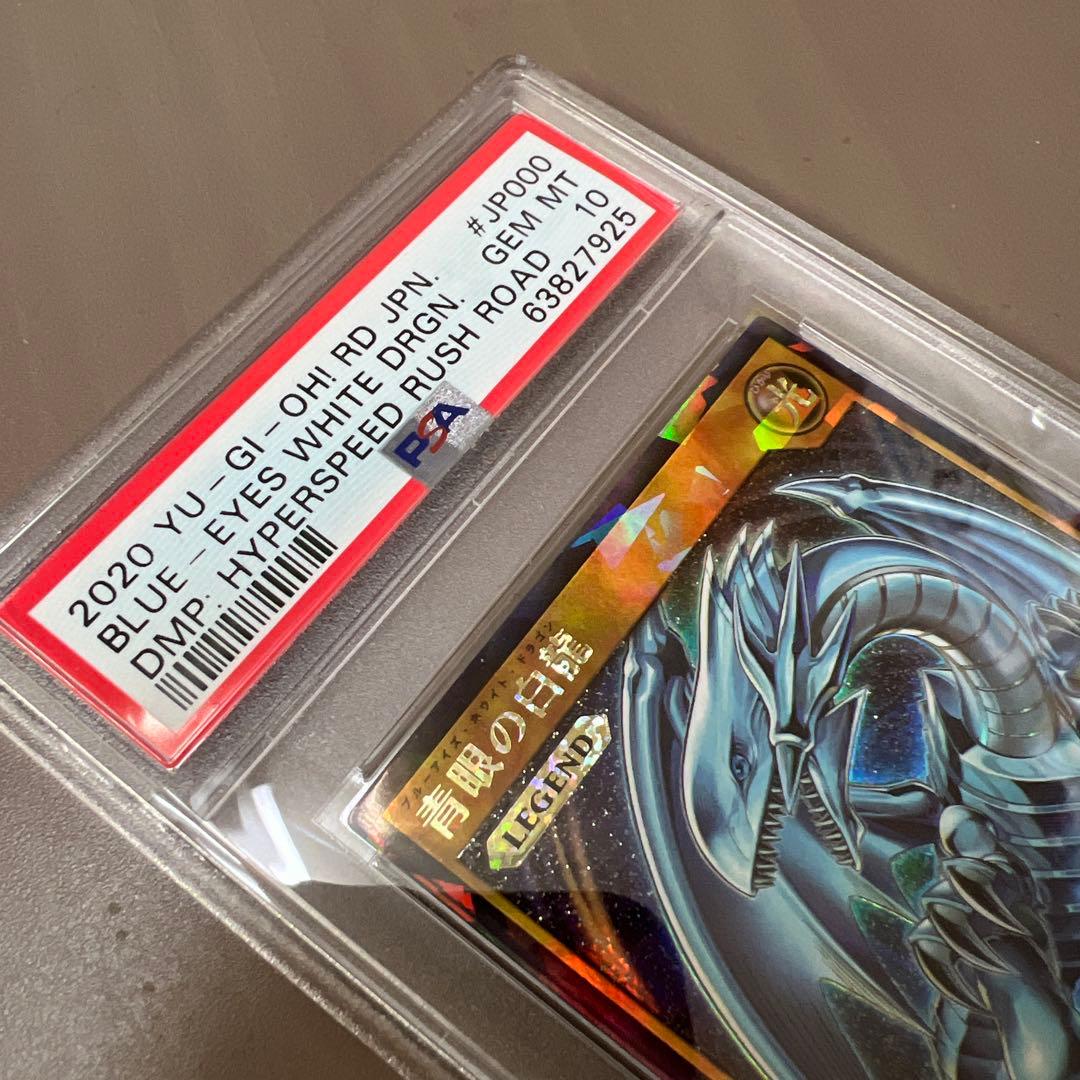 2020 YU-GI-OH! RD JPN. #JP000
BLUE-EYES WHITE DRGN. GEM MT
DMP. HYPERSPEED RUSH ROAD 10
63827925
PSA
光
ブルーアイズ・ホワイト・ドラゴン
青眼の白龍
LEGEND